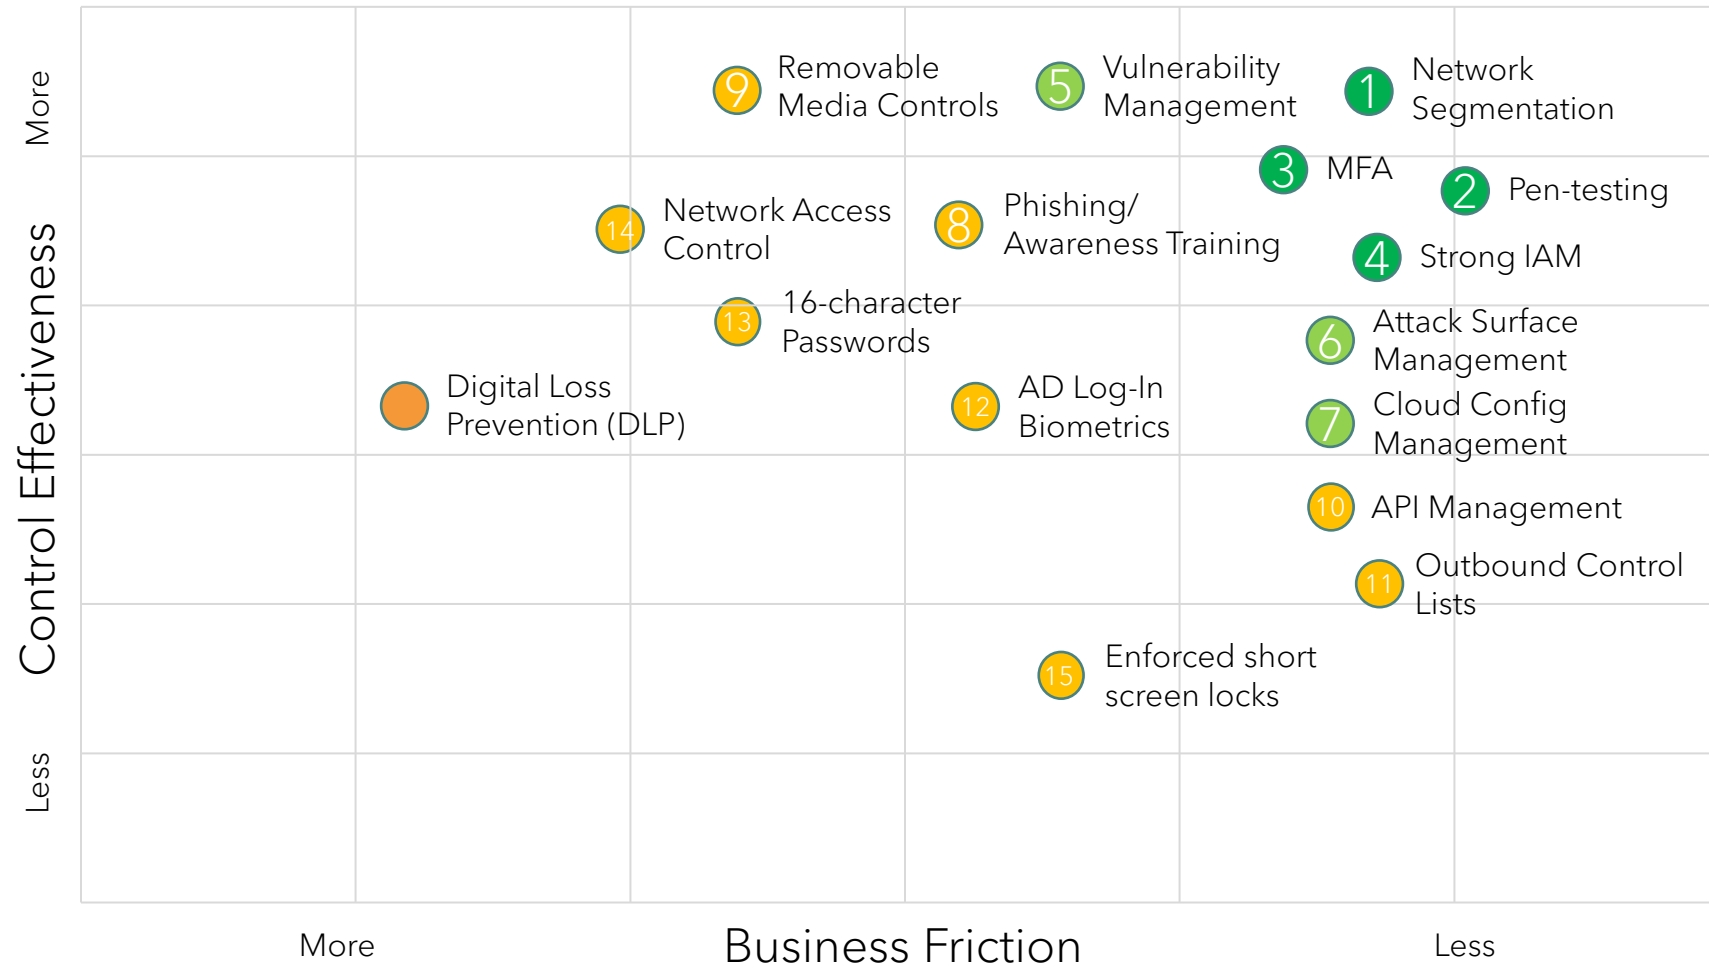 More
Control Effectiveness
Less
9
Removable
Media Controls
5
Vulnerability
Management
1
Network
Segmentation
3
MFA
2
Pen-testing
14
Network Access
Control
8
Phishing/
Awareness Training
4
Strong IAM
13
16-character
Passwords
6
Attack Surface
Management
Digital Loss
Prevention (DLP)
12
AD Log-In
Biometrics
7
Cloud Config
Management
10
API Management
11
Outbound Control
Lists
15
Enforced short
screen locks
More
Business Friction
Less